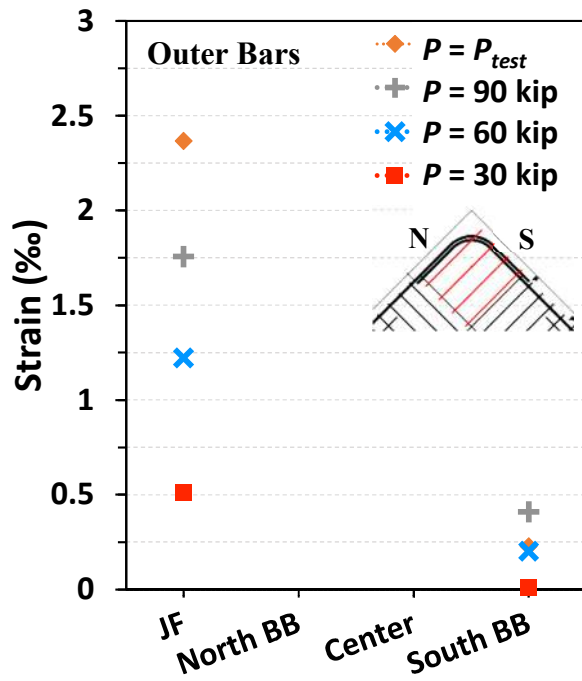 Outer Bars
P = P_test
P = 90 kip
P = 60 kip
P = 30 kip
N S
Strain (‰)
3
2.5
2
1.5
1
0.5
0
JF
North BB
Center
South BB